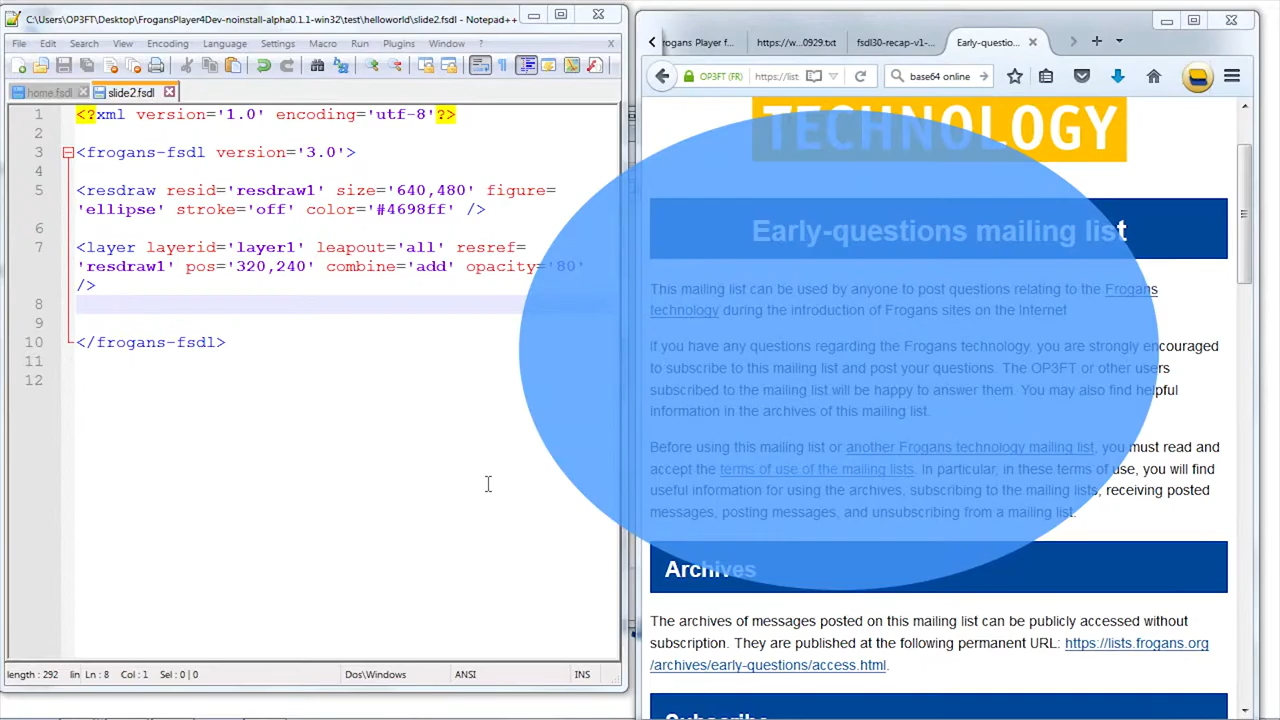 C:\Users\OP3FT\Desktop\FrogansPlayer4Dev-noinstall-alpha0.1.1-win32\test\helloworld\slide2.fsdl - Notepad++
File Edit Search View Encoding Language Settings Macro Run Plugins Window ? X
home.fsdl slide2.fsdl
1 <?xml version='1.0' encoding='utf-8'?>
2
3 <frogans-fsdl version='3.0'>
4
5 <resdraw resid='resdraw1' size='640,480' figure=
'ellipse' stroke='off' color='#4698ff' />
6
7 <layer layerid='layer1' leapout='all' resref=
'resdraw1' pos='320,240' combine='add' opacity='80'
/>
8
9
10 </frogans-fsdl>
11
12
length: 292 lin Ln: 8 Col: 1 Sel: 0 | 0 Dos\Windows ANSI INS
rogans Player f... https://w...0929.txt fsdl30-recap-v1-... Early-questio...
OP3FT (FR) https://list base64 online
TECHNOLOGY
Early-questions mailing list
This mailing list can be used by anyone to post questions relating to the Frogans
technology during the introduction of Frogans sites on the Internet
If you have any questions regarding the Frogans technology, you are strongly encouraged
to subscribe to this mailing list and post your questions. The OP3FT or other users
subscribed to the mailing list will be happy to answer them. You may also find helpful
information in the archives of this mailing list.
Before using this mailing list or another Frogans technology mailing list, you must read and
accept the terms of use of the mailing lists. In particular, in these terms of use, you will find
useful information for using the archives, subscribing to the mailing lists, receiving posted
messages, posting messages, and unsubscribing from a mailing list.
Archives
The archives of messages posted on this mailing list can be publicly accessed without
subscription. They are published at the following permanent URL: https://lists.frogans.org
/archives/early-questions/access.html.
Subscribe